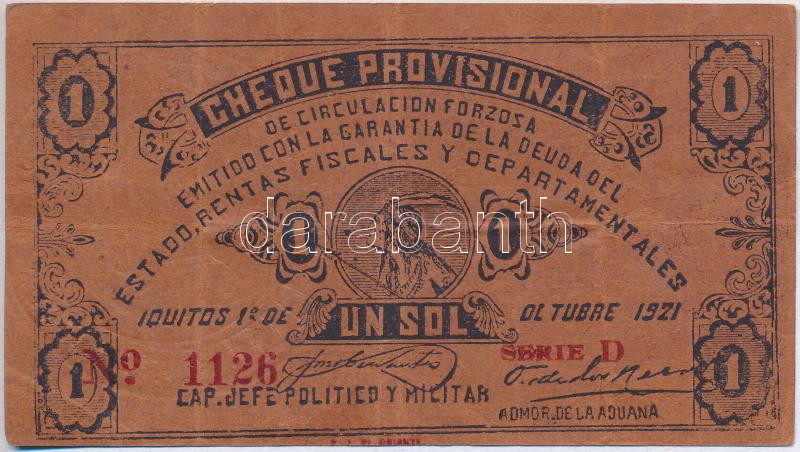 1 1
CHEQUE PROVISIONAL
DE CIRCULACION FORZOSA
EMITIDO CON LA GARANTIA DE LA DEUDA DEL
ESTADO, RENTAS FISCALES Y DEPARTAMENTALES
1 1
darabanth
IQUITOS 1º DE OCTUBRE 1921
UN SOL
Nº 1126 SERIE D
1 1
CAP. JEFE POLITICO Y MILITAR
ADMOR. DE LA ADUANA